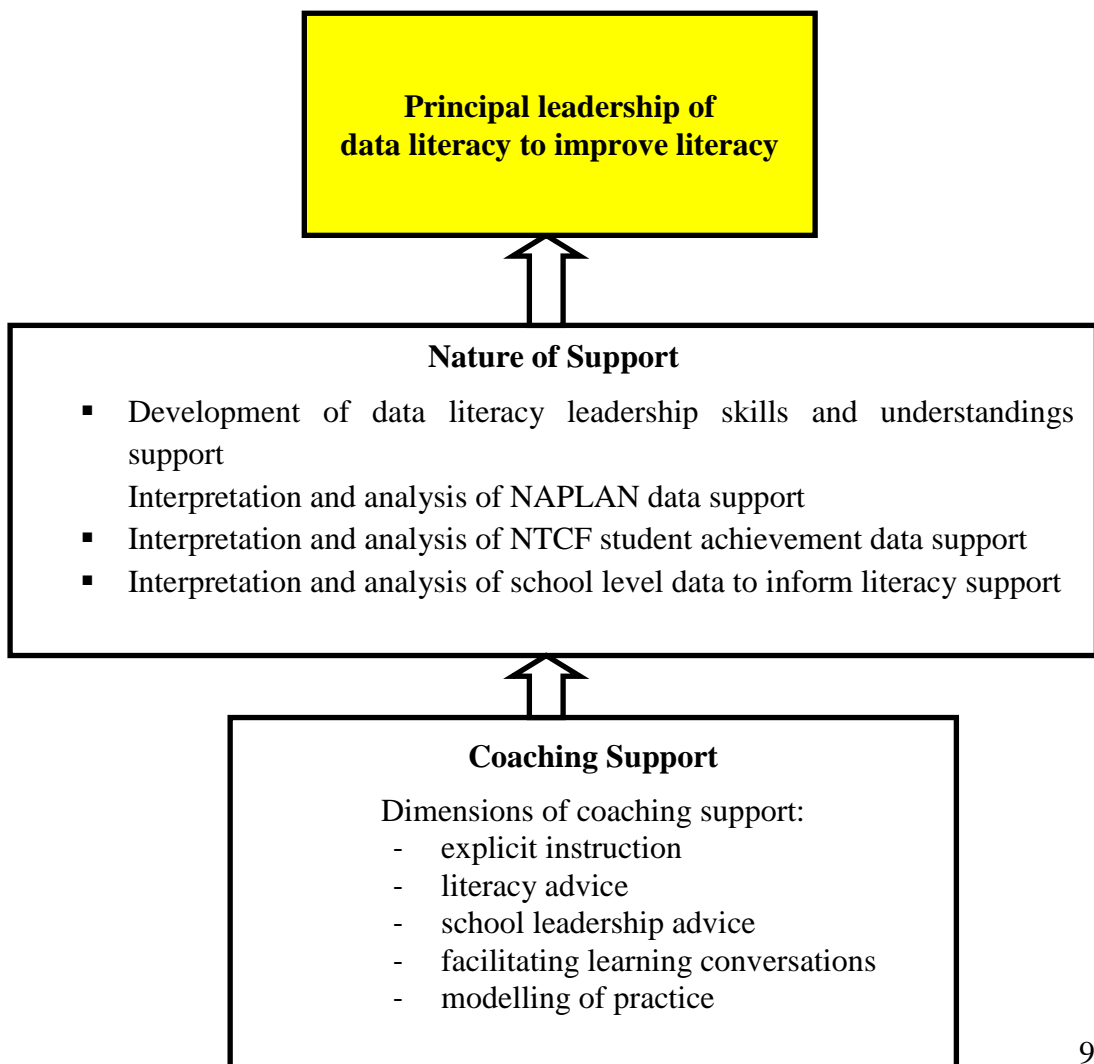 Principal leadership of
data literacy to improve literacy
Nature of Support
▪ Development of data literacy leadership skills and understandings
support
Interpretation and analysis of NAPLAN data support
▪ Interpretation and analysis of NTCF student achievement data support
▪ Interpretation and analysis of school level data to inform literacy support
Coaching Support
Dimensions of coaching support:
- explicit instruction
- literacy advice
- school leadership advice
- facilitating learning conversations
- modelling of practice
9